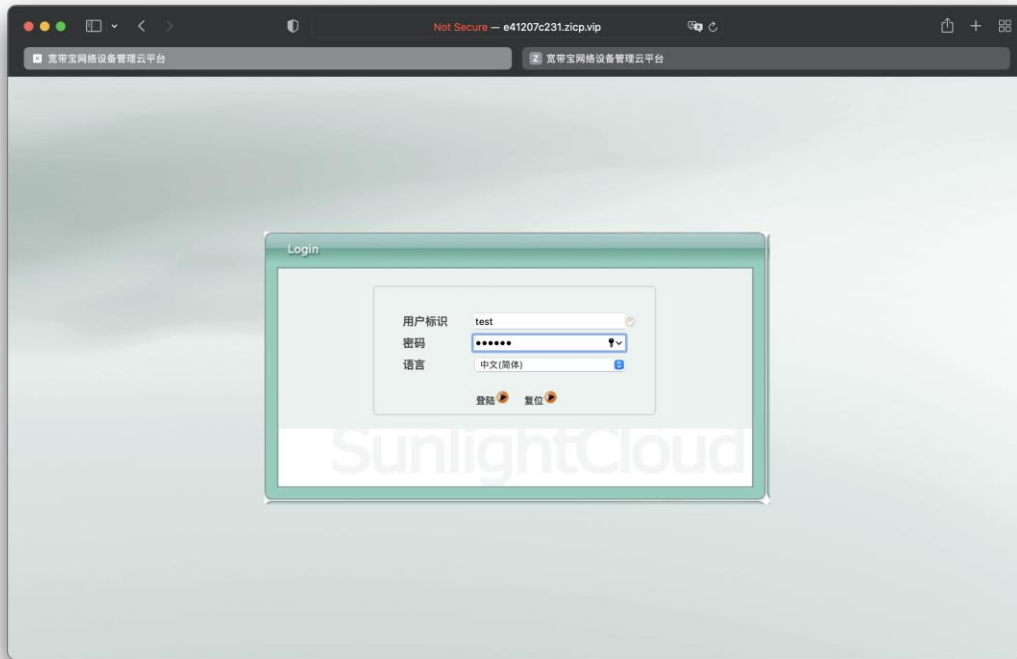 Not Secure — e41207c231.zicp.vip
宽带宝网络设备管理云平台
Z 宽带宝网络设备管理云平台
Login
用户标识 test
密码 ••••••
语言 中文(简体)
登陆 复位
SunlightCloud